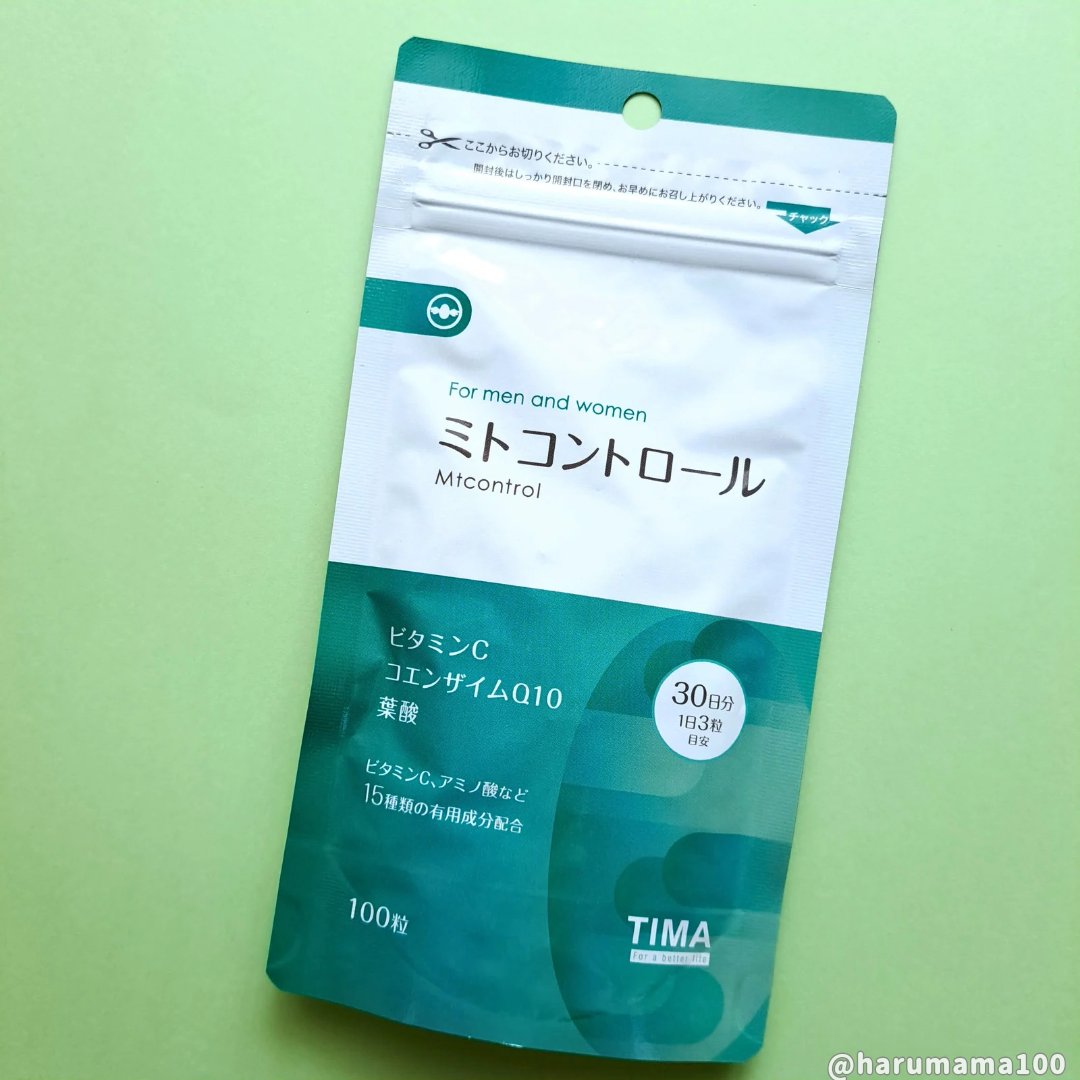 ここからお切りください。
開封後はしっかり開封口を閉め、お早めにお召し上がりください。
チャック
For men and women
ミトコントロール
Mtcontrol
ビタミンC
コエンザイムQ10
葉酸
30日分
1日3粒
目安
ビタミンC、アミノ酸など
15種類の有用成分配合
100粒
TIMA
For a better life
@harumama100